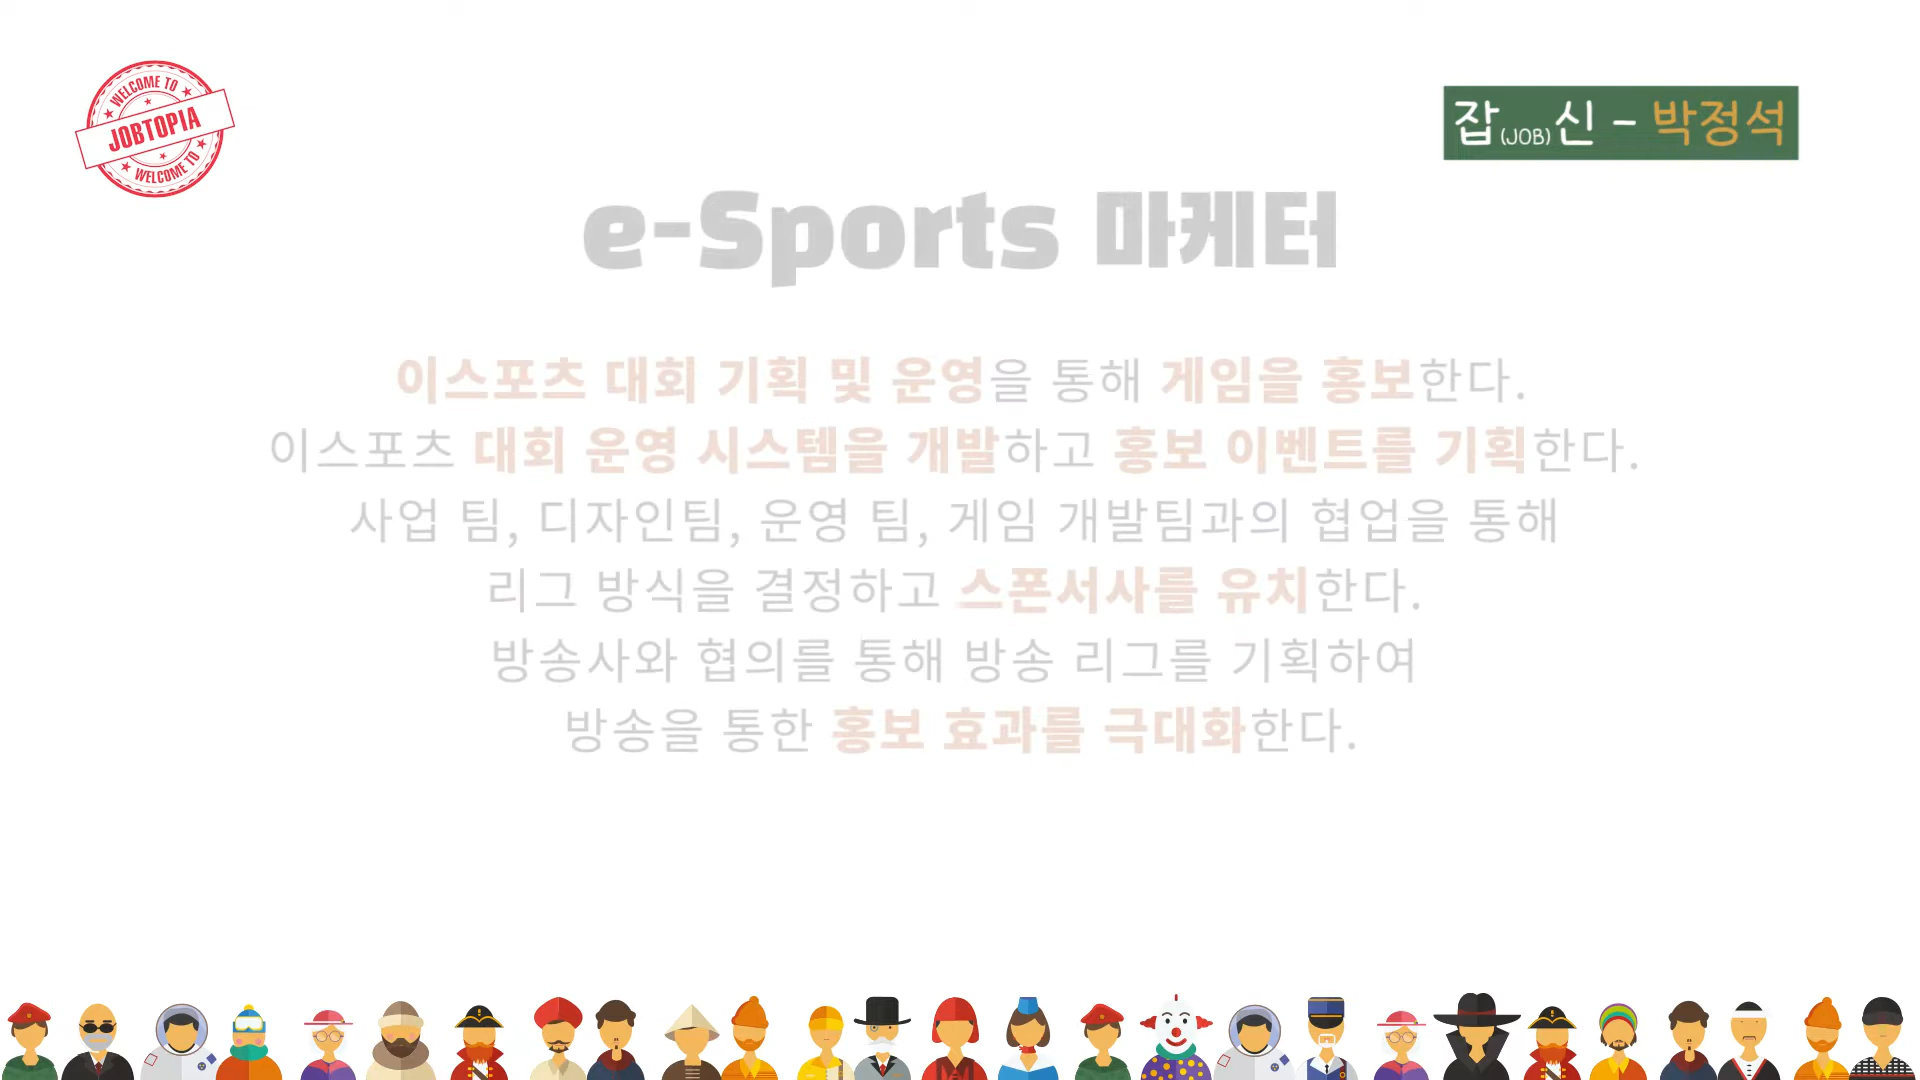 WELCOME TO
JOBTOPIA
WELCOME TO
잡(JOB)신 - 박정석
e-Sports 마케터
이스포츠 대회 기획 및 운영을 통해 게임을 홍보한다.
이스포츠 대회 운영 시스템을 개발하고 홍보 이벤트를 기획한다.
사업 팀, 디자인팀, 운영 팀, 게임 개발팀과의 협업을 통해
리그 방식을 결정하고 스폰서사를 유치한다.
방송사와 협의를 통해 방송 리그를 기획하여
방송을 통한 홍보 효과를 극대화한다.